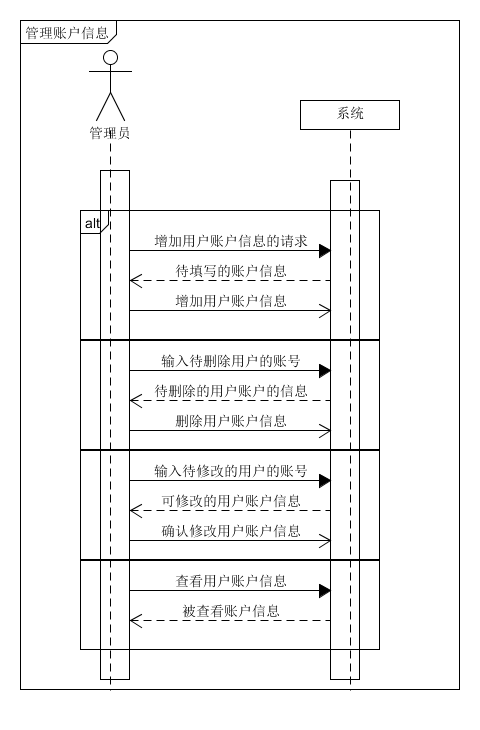 管理账户信息
管理员
系统
alt
增加用户账户信息的请求
待填写的账户信息
增加用户账户信息
输入待删除用户的账号
待删除的用户账户的信息
删除用户账户信息
输入待修改的用户的账号
可修改的用户账户信息
确认修改用户账户信息
查看用户账户信息
被查看账户信息